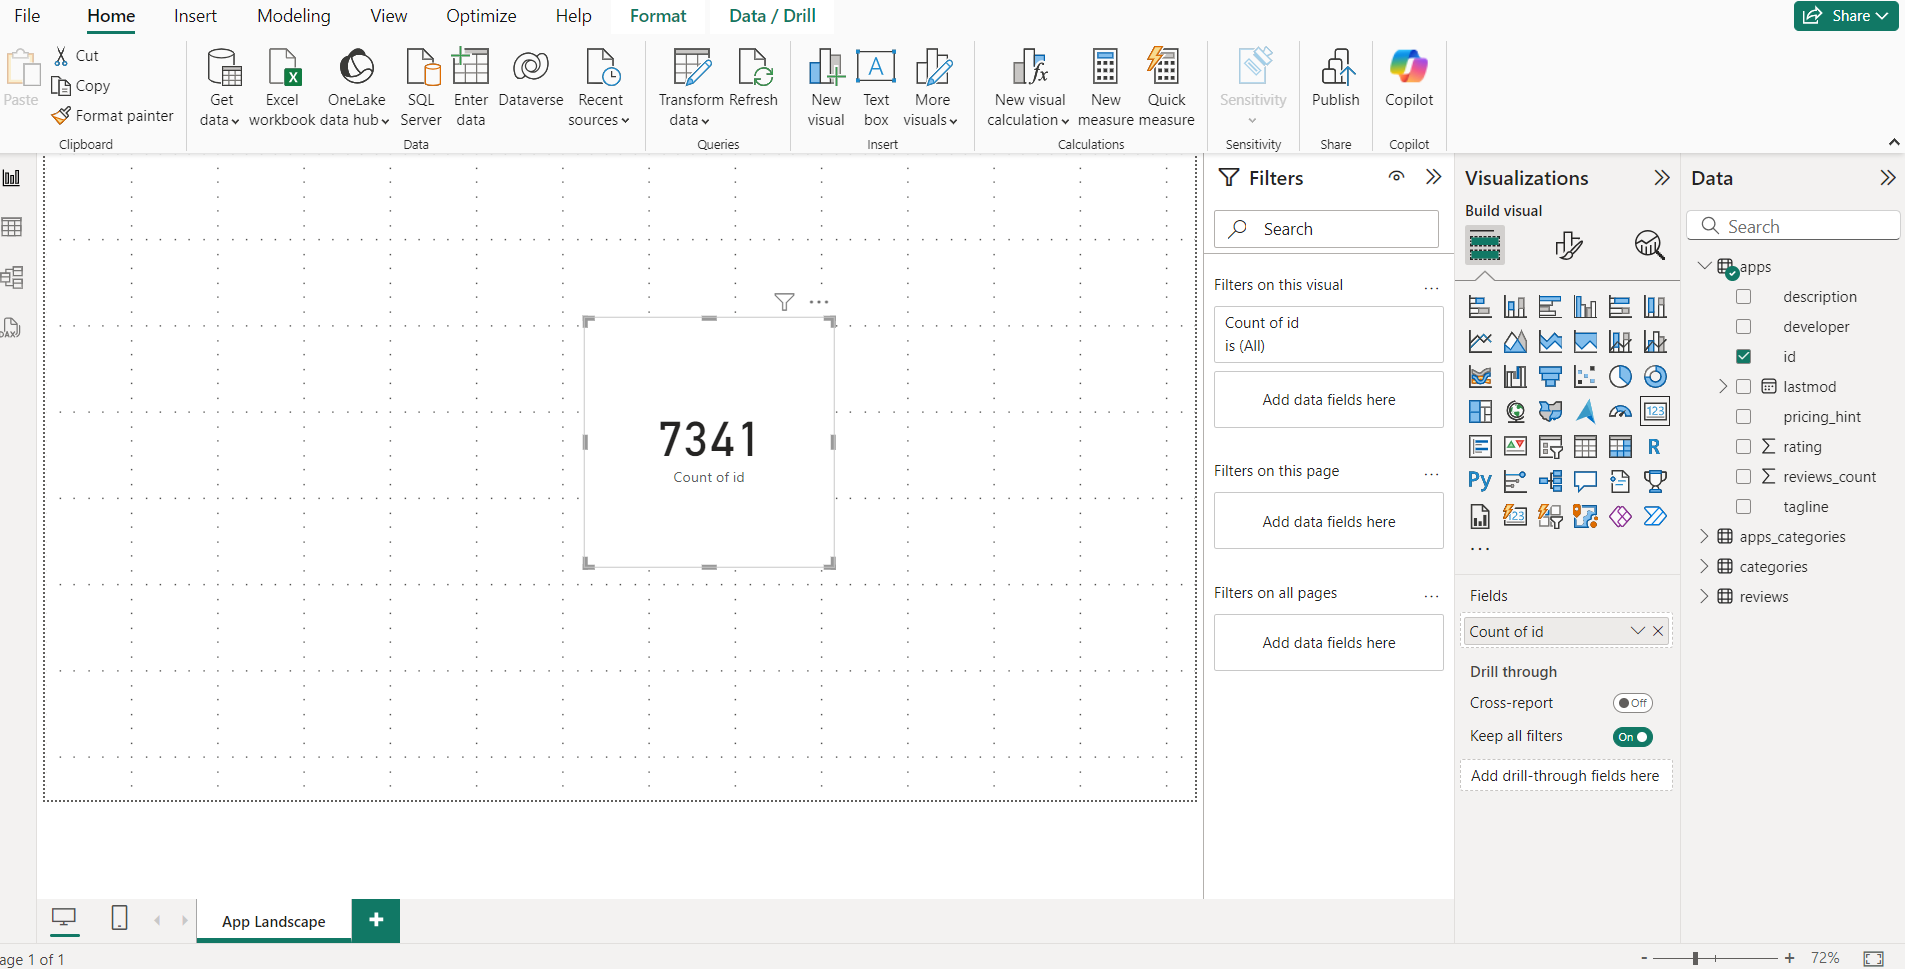 File Home Insert Modeling View Optimize Help Format Data / Drill Share
Paste
Cut
Copy
Format painter
Clipboard
Get data
Excel workbook
OneLake data hub
SQL Server
Enter data
Dataverse
Recent sources
Data
Transform data
Refresh
Queries
New visual
A
Text box
More visuals
Insert
New visual calculation
New measure
Quick measure
Calculations
Sensitivity
Sensitivity
Publish
Share
Copilot
Copilot
DAX
7341
Count of id
Filters
Search
Filters on this visual ...
Count of id
is (All)
Add data fields here
Filters on this page ...
Add data fields here
Filters on all pages ...
Add data fields here
Visualizations
Build visual
123
R
Py
123
...
Fields
Count of id
Drill through
Cross-report Off
Keep all filters On
Add drill-through fields here
Data
Search
apps
description
developer
id
lastmod
pricing_hint
rating
reviews_count
tagline
apps_categories
categories
reviews
App Landscape
age 1 of 1
- + 72%